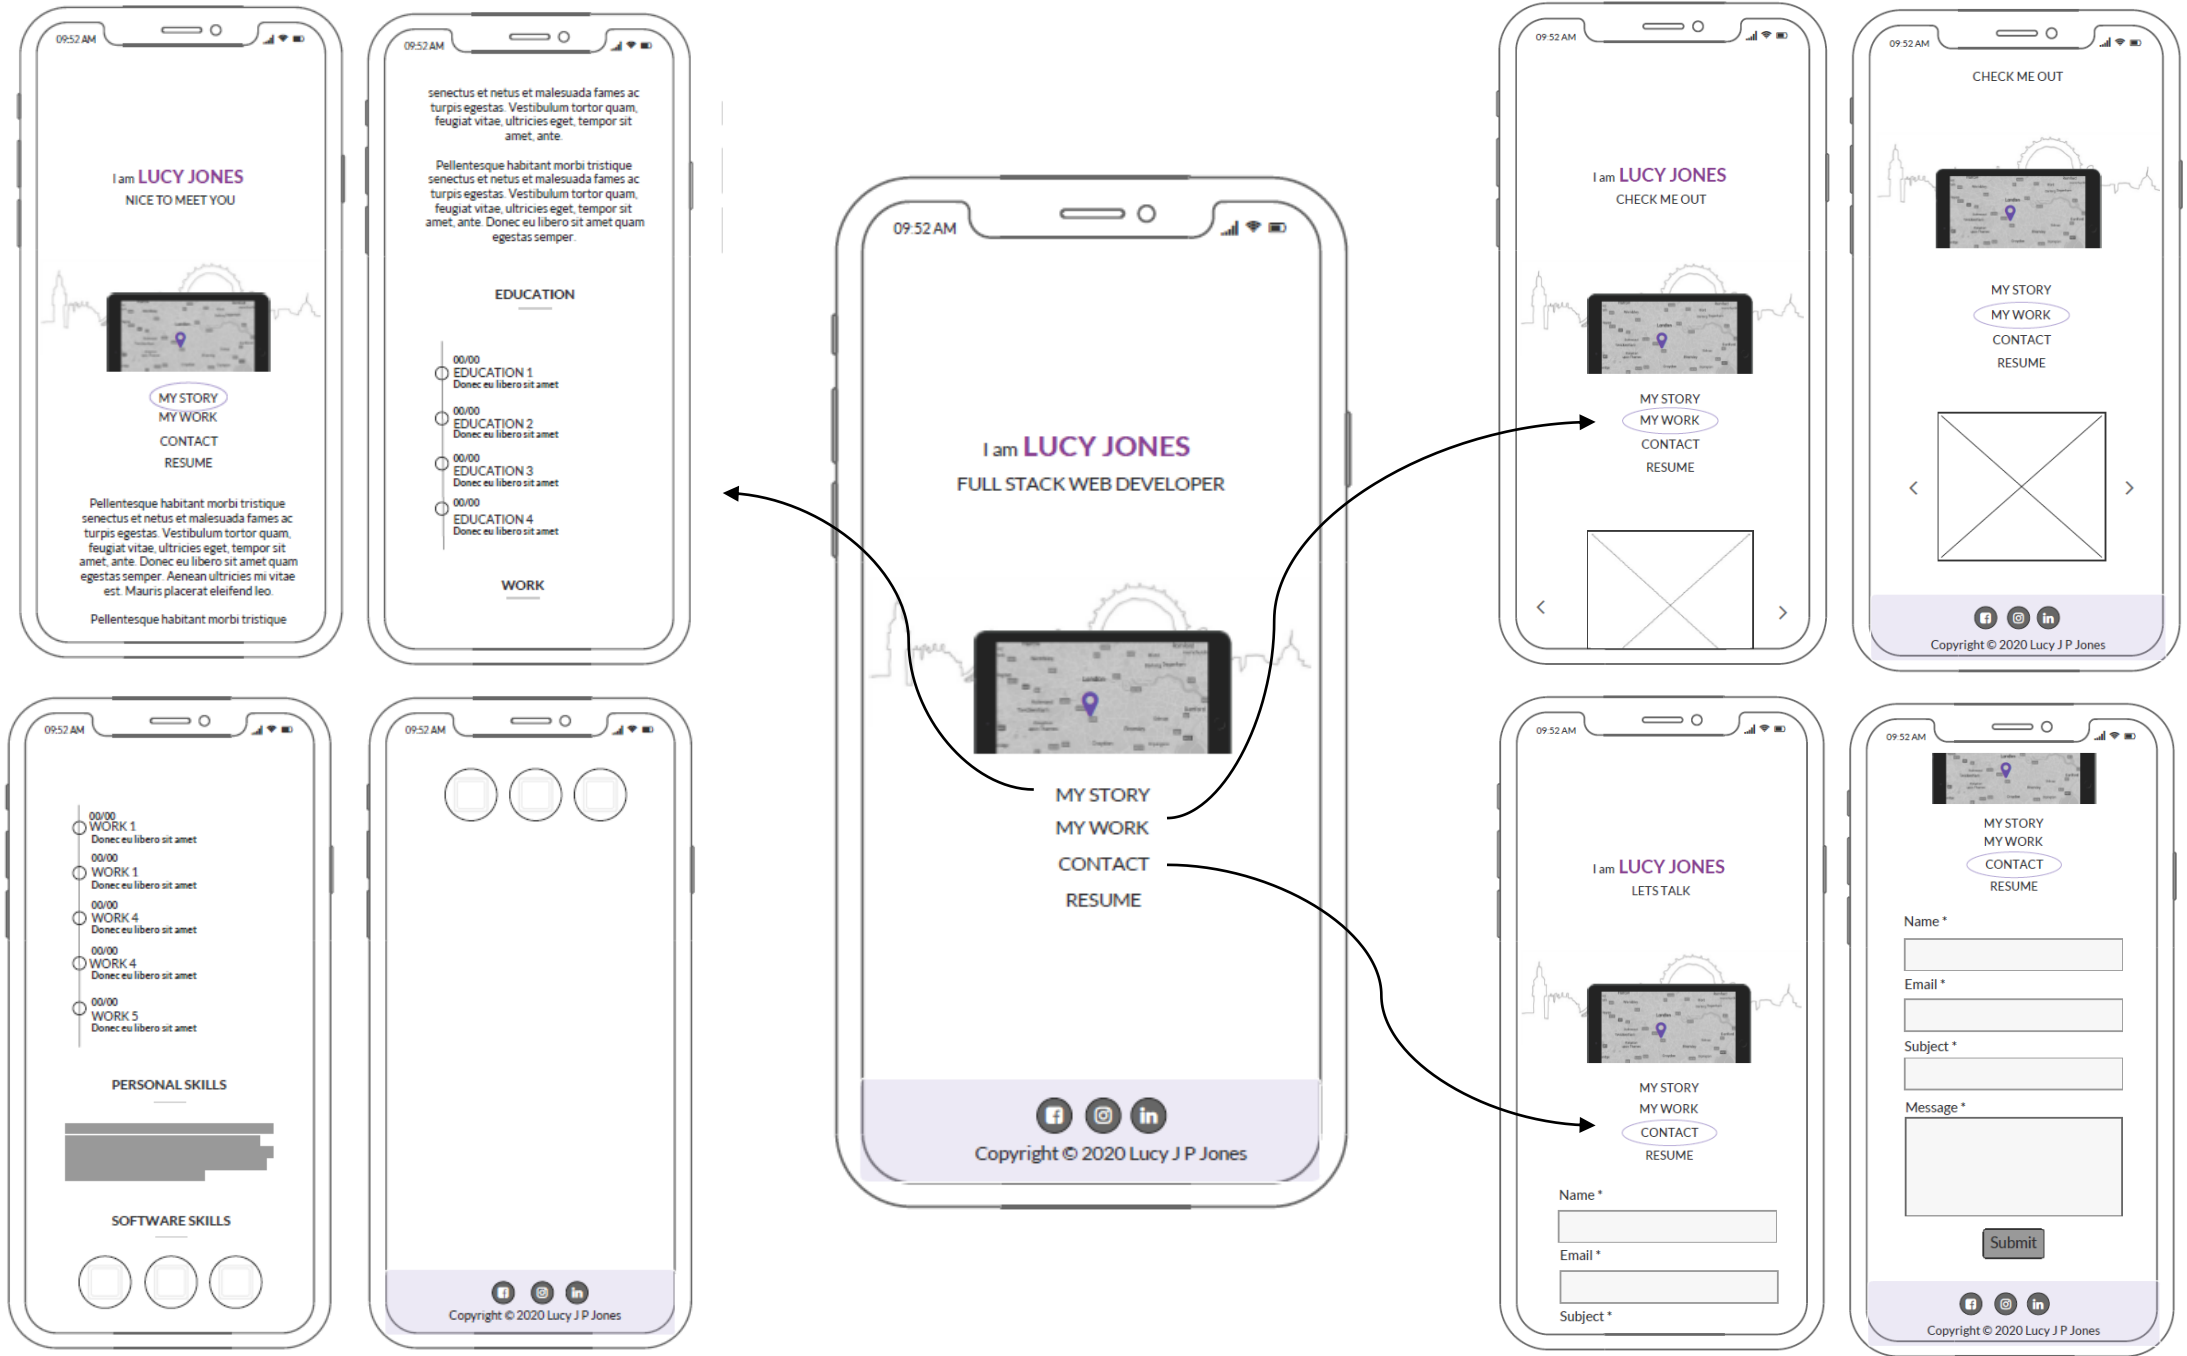 09:52 AM
I am LUCY JONES
NICE TO MEET YOU
London
MY STORY
MY WORK
CONTACT
RESUME
Pellentesque habitant morbi tristique
senectus et netus et malesuada fames ac
turpis egestas. Vestibulum tortor quam,
feugiat vitae, ultricies eget, tempor sit
amet, ante. Donec eu libero sit amet quam
egestas semper. Aenean ultricies mi vitae
est. Mauris placerat eleifend leo.
Pellentesque habitant morbi tristique
09:52 AM
senectus et netus et malesuada fames ac
turpis egestas. Vestibulum tortor quam,
feugiat vitae, ultricies eget, tempor sit
amet, ante.
Pellentesque habitant morbi tristique
senectus et netus et malesuada fames ac
turpis egestas. Vestibulum tortor quam,
feugiat vitae, ultricies eget, tempor sit
amet, ante. Donec eu libero sit amet quam
egestas semper.
EDUCATION
00/00
EDUCATION 1
Donec eu libero sit amet
00/00
EDUCATION 2
Donec eu libero sit amet
00/00
EDUCATION 3
Donec eu libero sit amet
00/00
EDUCATION 4
Donec eu libero sit amet
WORK
09:52 AM
00/00
WORK 1
Donec eu libero sit amet
00/00
WORK 1
Donec eu libero sit amet
00/00
WORK 4
Donec eu libero sit amet
00/00
WORK 4
Donec eu libero sit amet
00/00
WORK 5
Donec eu libero sit amet
PERSONAL SKILLS
SOFTWARE SKILLS
09:52 AM
Copyright © 2020 Lucy J P Jones
09:52 AM
I am LUCY JONES
FULL STACK WEB DEVELOPER
London
MY STORY
MY WORK
CONTACT
RESUME
Copyright © 2020 Lucy J P Jones
09:52 AM
I am LUCY JONES
CHECK ME OUT
London
MY STORY
MY WORK
CONTACT
RESUME
09:52 AM
CHECK ME OUT
London
MY STORY
MY WORK
CONTACT
RESUME
Copyright © 2020 Lucy J P Jones
09:52 AM
I am LUCY JONES
LETS TALK
London
MY STORY
MY WORK
CONTACT
RESUME
Name *
Email *
Subject *
09:52 AM
MY STORY
MY WORK
CONTACT
RESUME
Name *
Email *
Subject *
Message *
Submit
Copyright © 2020 Lucy J P Jones